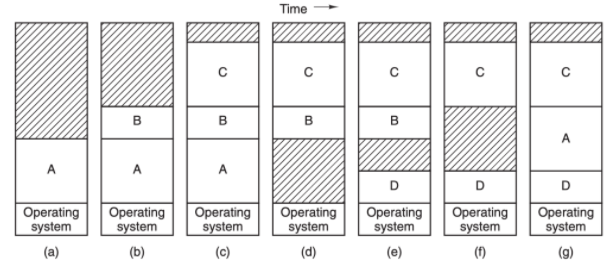 Time
C
C
C
C
C
B
B
B
B
A
A
A
A
D
D
D
Operating
system
Operating
system
Operating
system
Operating
system
Operating
system
Operating
system
Operating
system
(a)
(b)
(c)
(d)
(e)
(f)
(g)